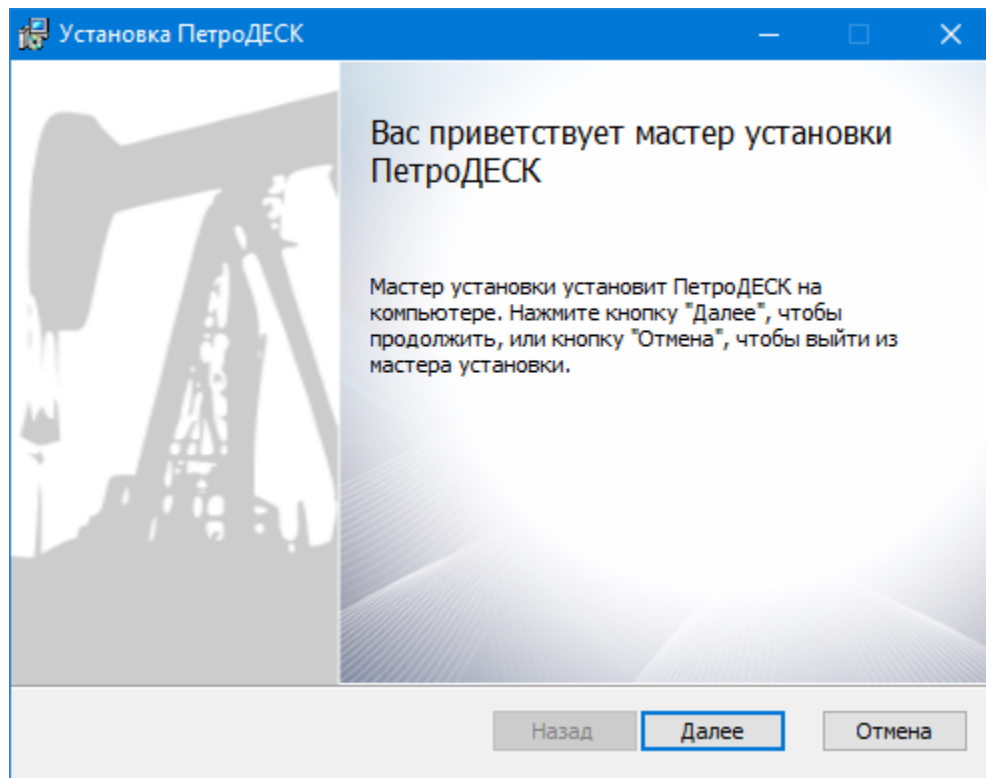 Установка ПетроДЕСК
Вас приветствует мастер установки
ПетроДЕСК
Мастер установки установит ПетроДЕСК на
компьютере. Нажмите кнопку "Далее", чтобы
продолжить, или кнопку "Отмена", чтобы выйти из
мастера установки.
Назад Далее Отмена